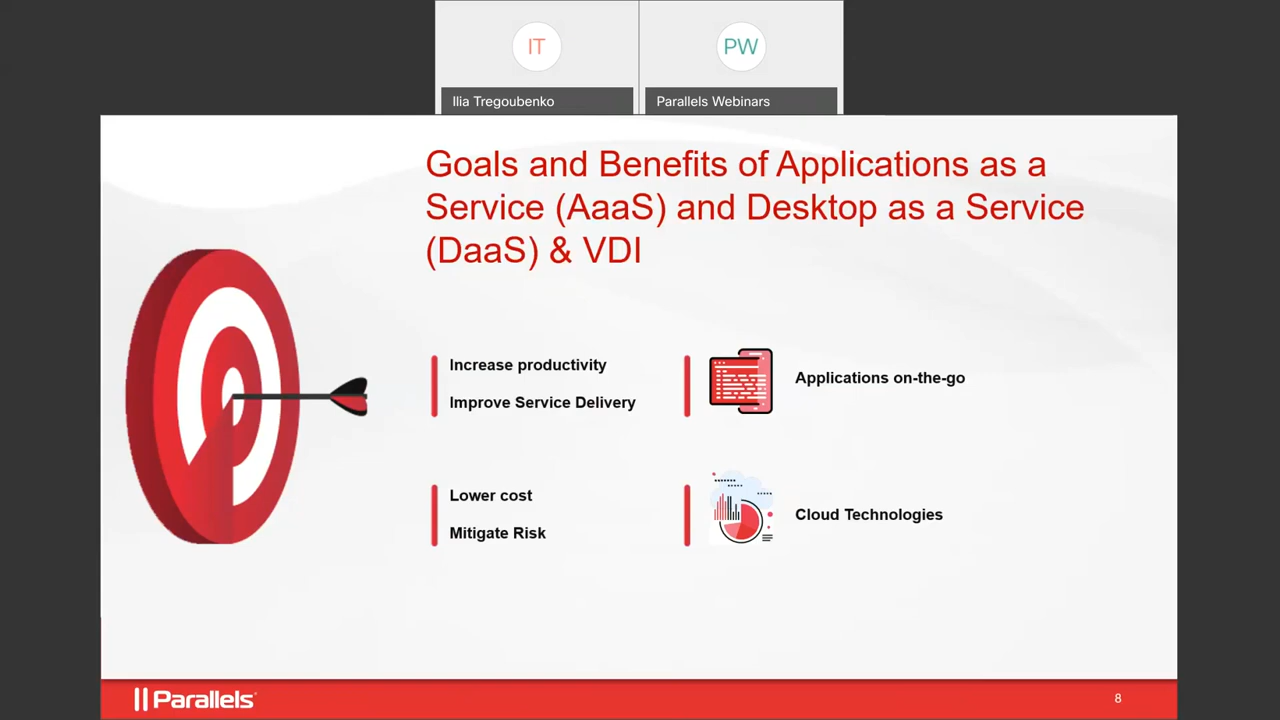 IT
PW
Ilia Tregoubenko
Parallels Webinars
Goals and Benefits of Applications as a
Service (AaaS) and Desktop as a Service
(DaaS) & VDI
Increase productivity
Improve Service Delivery
Applications on-the-go
Lower cost
Mitigate Risk
Cloud Technologies
Parallels®
8